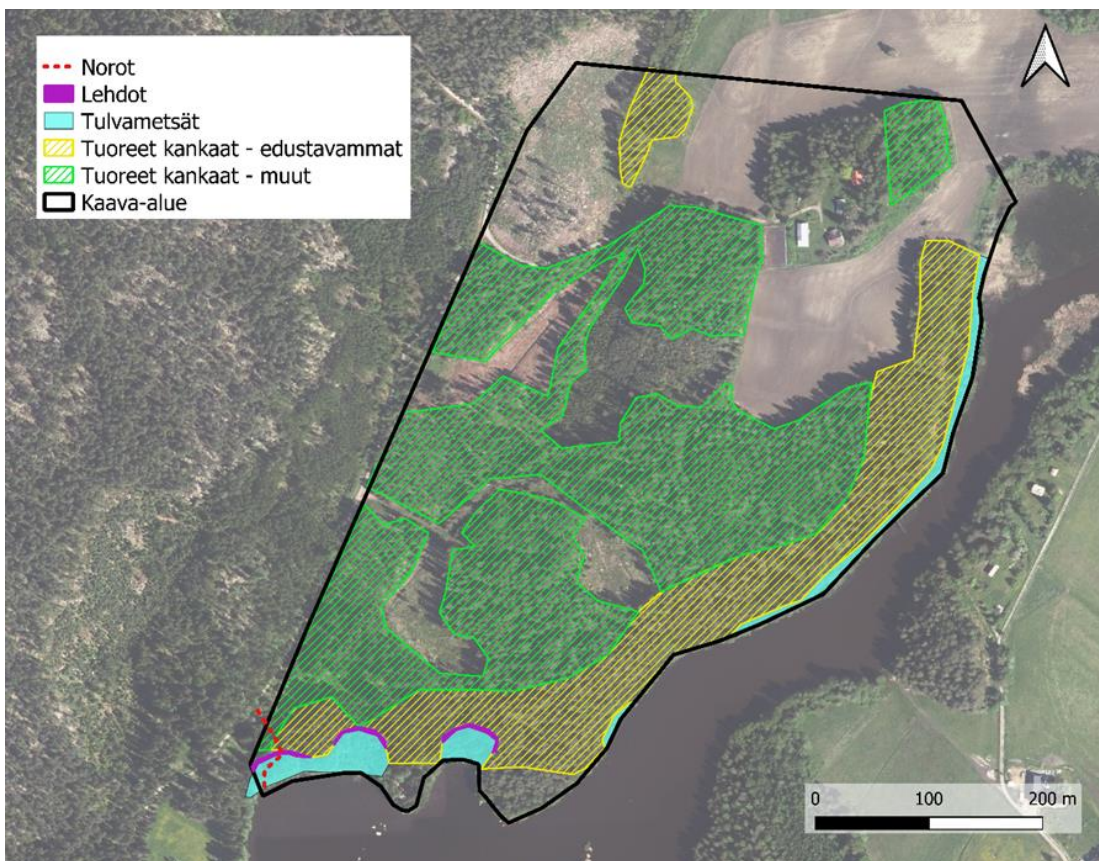 Norot
Lehdot
Tulvametsät
Tuoreet kankaat - edustavammat
Tuoreet kankaat - muut
Kaava-alue
0 100 200 m